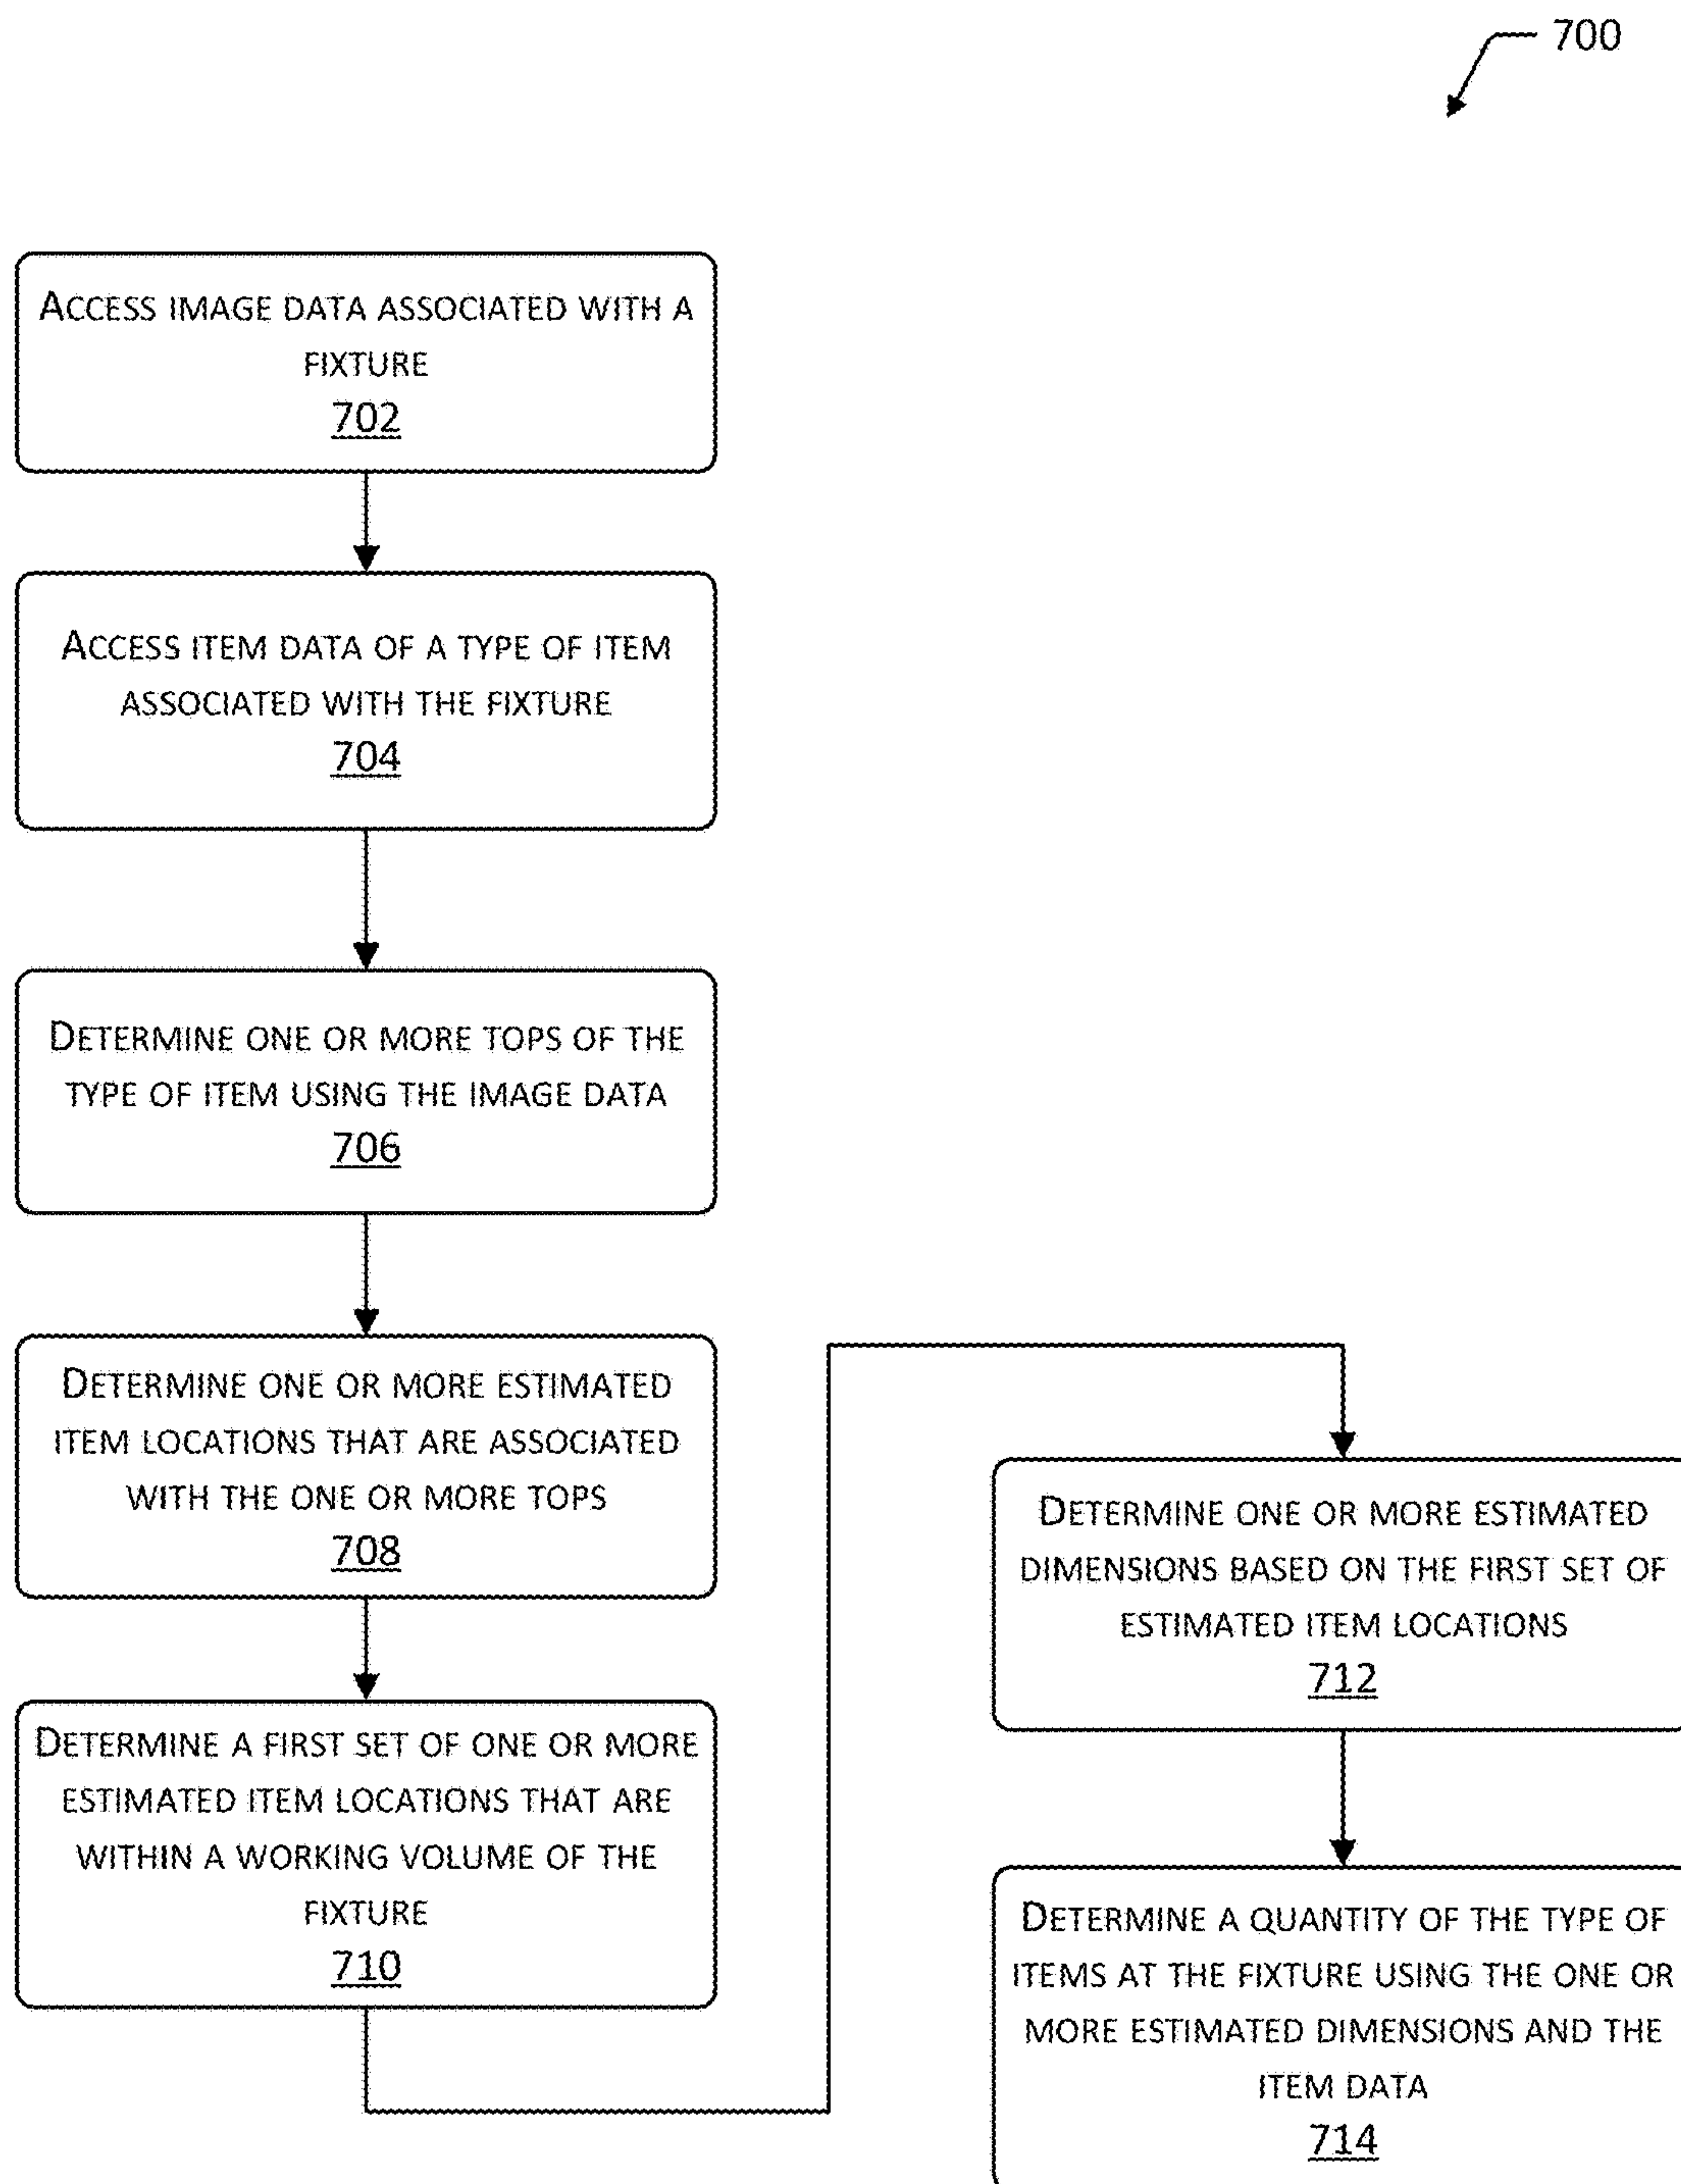 700
ACCESS IMAGE DATA ASSOCIATED WITH A
FIXTURE
702
ACCESS ITEM DATA OF A TYPE OF ITEM
ASSOCIATED WITH THE FIXTURE
704
DETERMINE ONE OR MORE TOPS OF THE
TYPE OF ITEM USING THE IMAGE DATA
706
DETERMINE ONE OR MORE ESTIMATED
ITEM LOCATIONS THAT ARE ASSOCIATED
WITH THE ONE OR MORE TOPS
708
DETERMINE A FIRST SET OF ONE OR MORE
ESTIMATED ITEM LOCATIONS THAT ARE
WITHIN A WORKING VOLUME OF THE
FIXTURE
710
DETERMINE ONE OR MORE ESTIMATED
DIMENSIONS BASED ON THE FIRST SET OF
ESTIMATED ITEM LOCATIONS
712
DETERMINE A QUANTITY OF THE TYPE OF
ITEMS AT THE FIXTURE USING THE ONE OR
MORE ESTIMATED DIMENSIONS AND THE
ITEM DATA
714